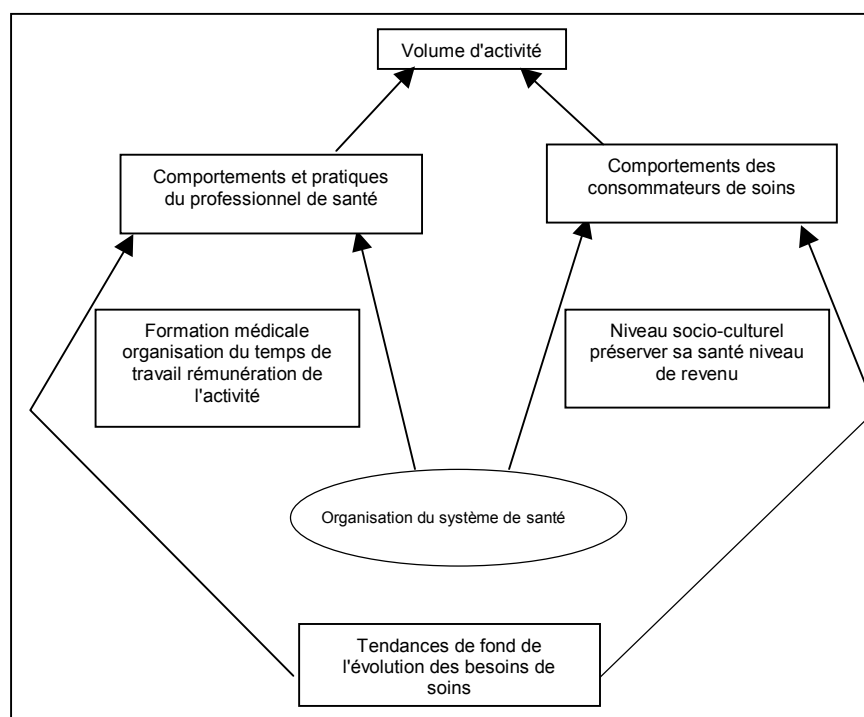 Volume d'activité
Comportements et pratiques
du professionnel de santé
Comportements des
consommateurs de soins
Formation médicale
organisation du temps de
travail rémunération de
l'activité
Niveau socio-culturel
préserver sa santé niveau
de revenu
Organisation du système de santé
Tendances de fond de
l'évolution des besoins de
soins